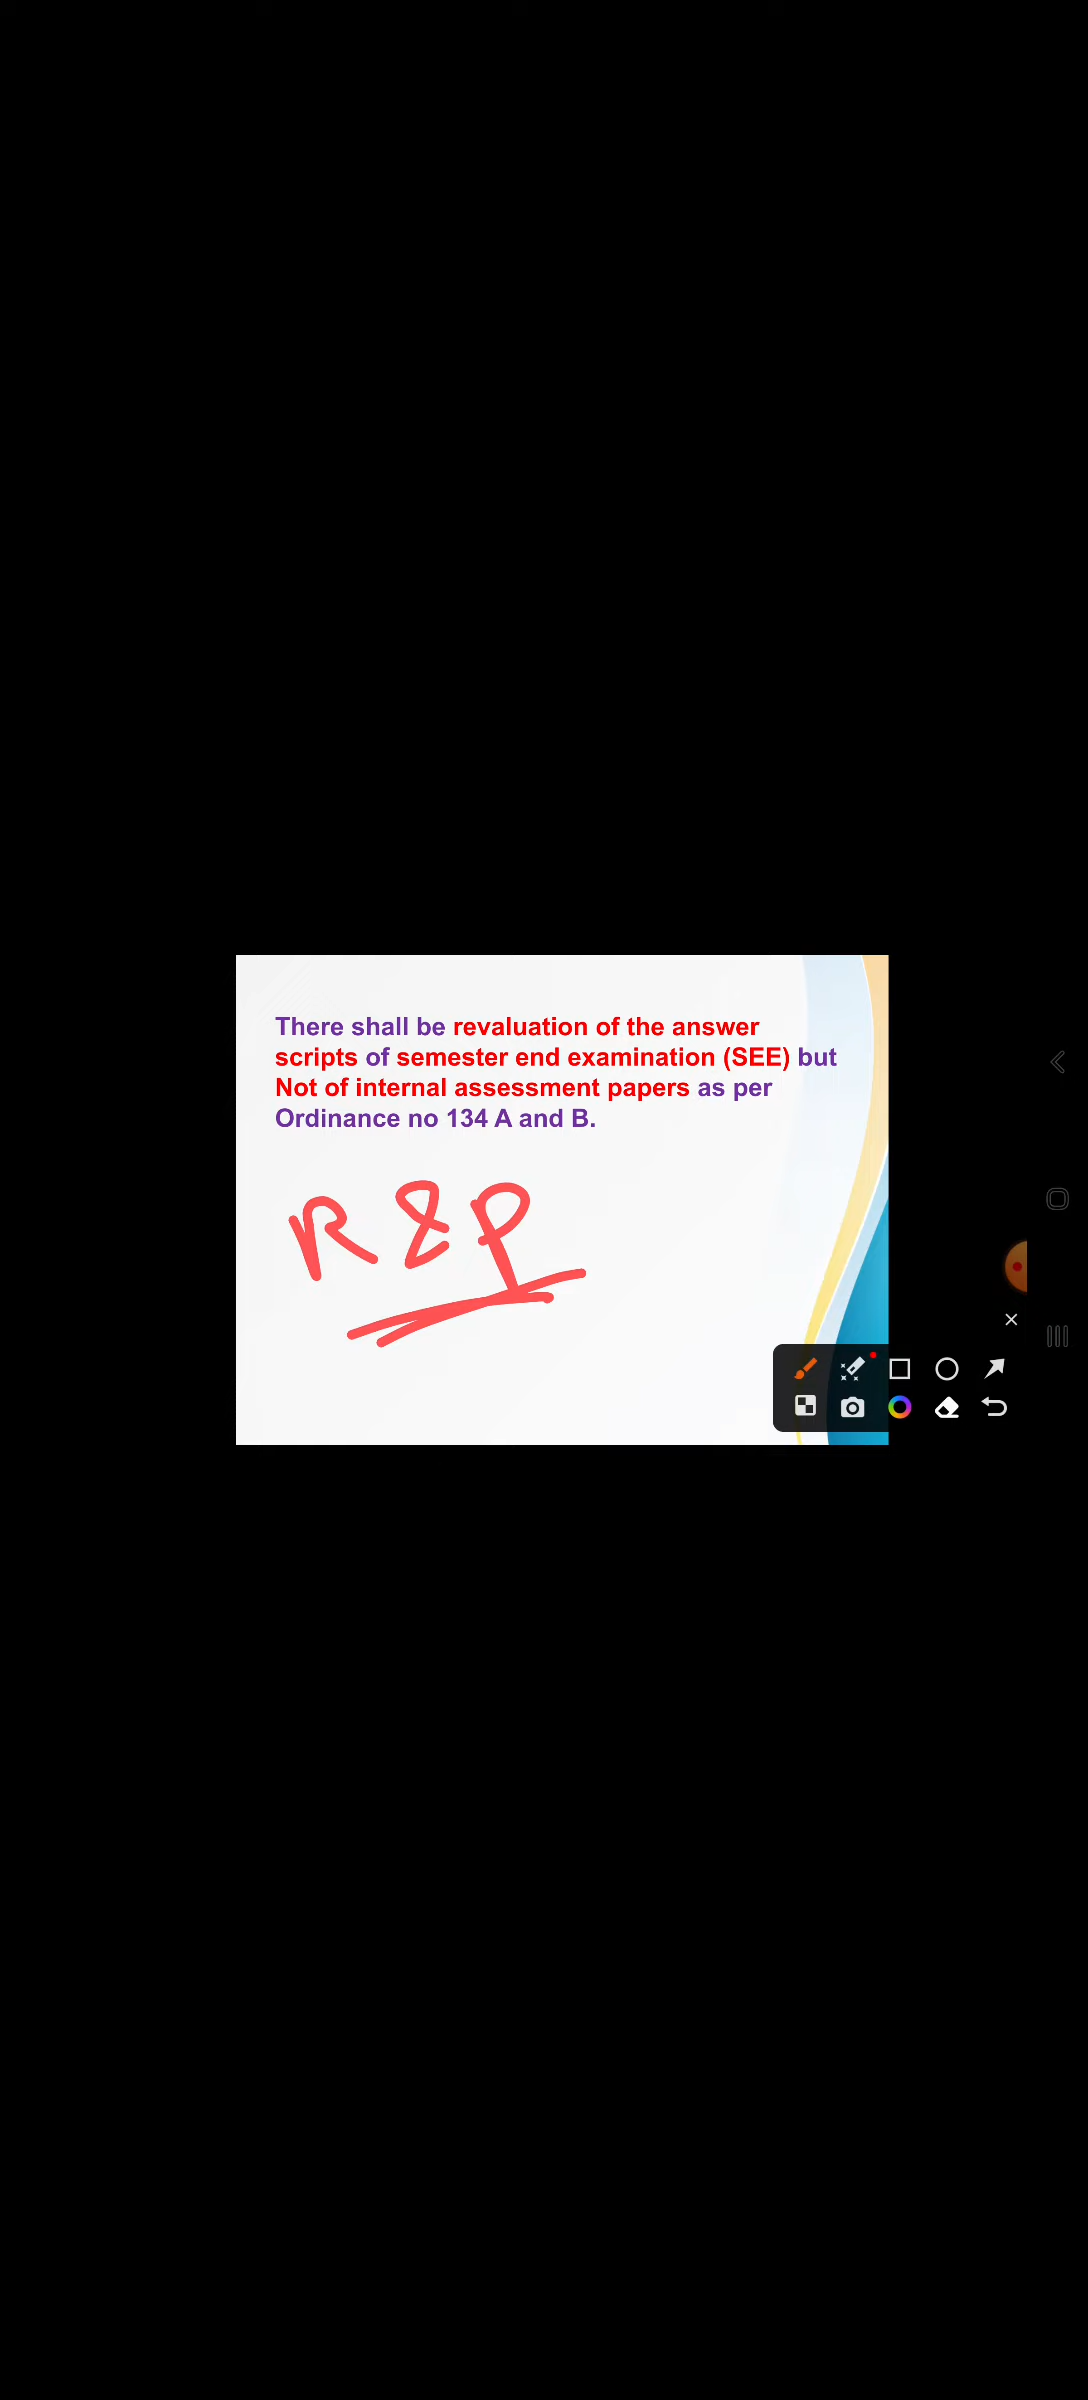 There shall be revaluation of the answer
scripts of semester end examination (SEE) but
Not of internal assessment papers as per
Ordinance no 134 A and B.
R & P